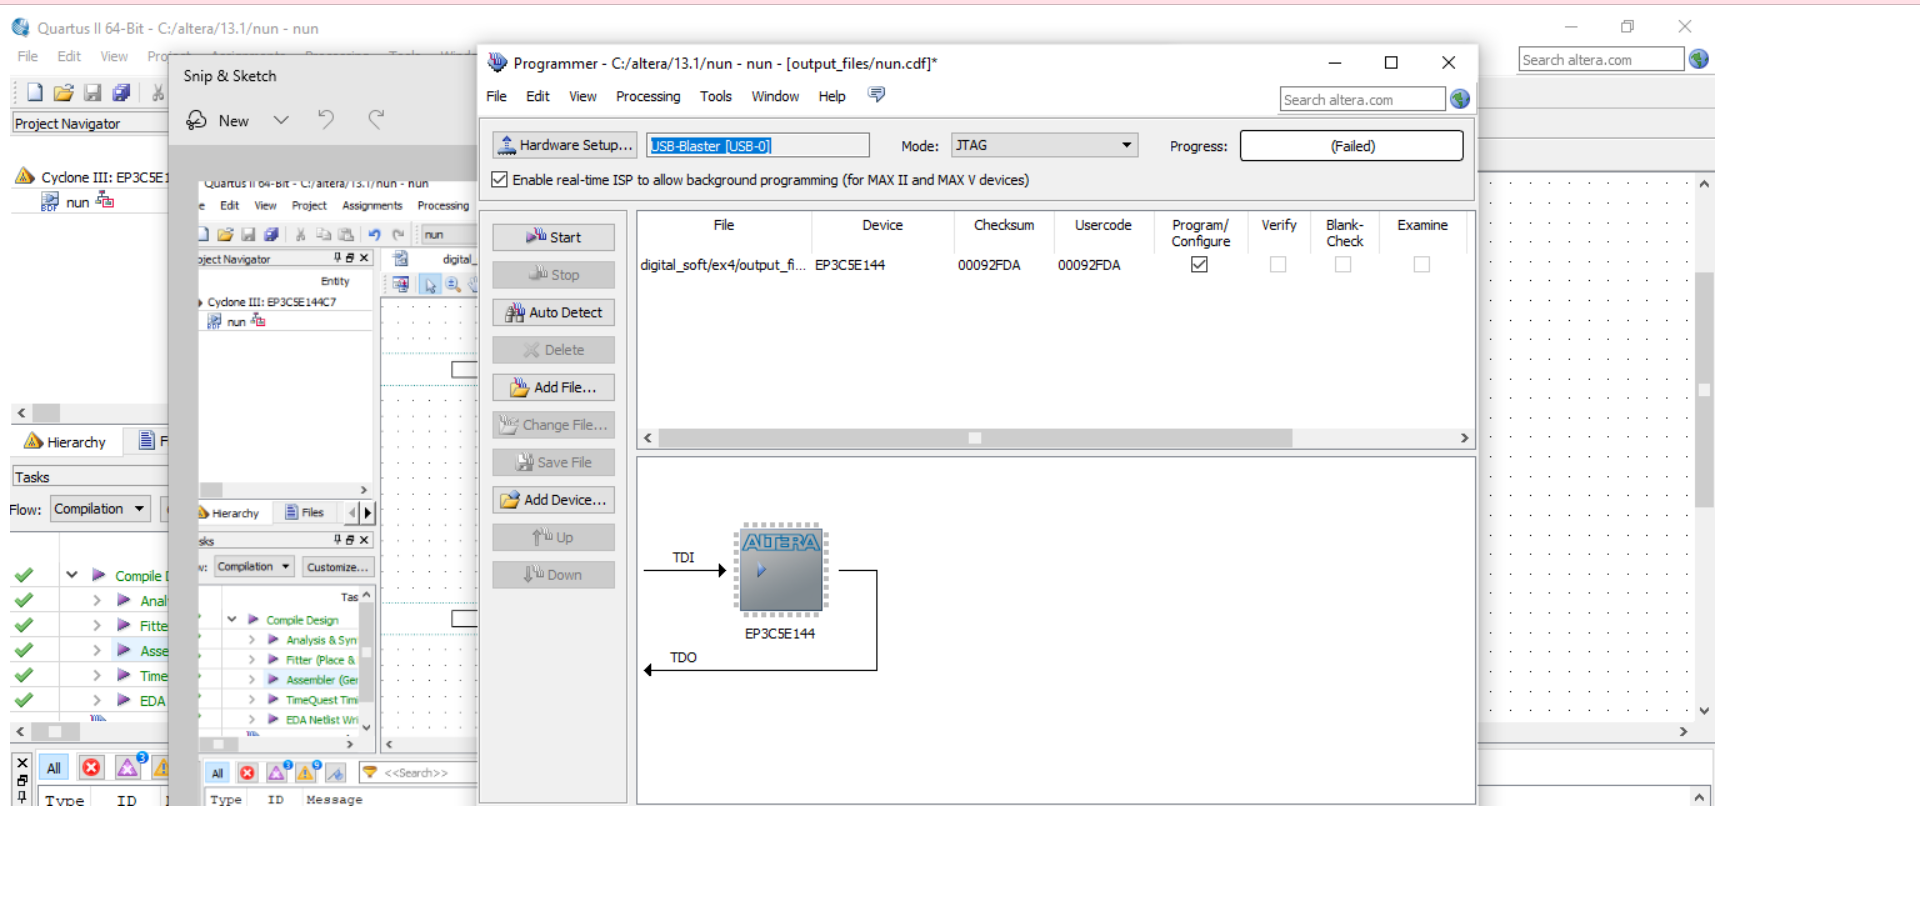 Quartus II 64-Bit - C:/altera/13.1/nun - nun
File Edit View
Search altera.com
Project Navigator
Cyclone III: EP3C5E1
nun
Hierarchy
Tasks
Flow: Compilation
Compile
EDA
All
Type ID
Snip & Sketch
New
Quartus II 64-Bit - C:/altera/13.1/nun - nun
Edit View Project Assignments Processing
nun
oject Navigator
digital_
Entity
Cyclone III: EP3C5E144C7
nun
Hierarchy Files
sks
w: Compilation Customize...
Tas
Compile Design
Analysis & Syn
Fitter (Place &
Assembler (Ger
TimeQuest Timi
EDA Netlist Wri
All <<Search>>
Type ID Message
Programmer - C:/altera/13.1/nun - nun - [output_files/nun.cdf]*
File Edit View Processing Tools Window Help
Search altera.com
Hardware Setup... USB-Blaster [USB-0] Mode: JTAG Progress: (Failed)
Enable real-time ISP to allow background programming (for MAX II and MAX V devices)
Start
Stop
Auto Detect
Delete
Add File...
Change File...
Save File
Add Device...
Up
Down
File Device Checksum Usercode Program/ Configure Verify Blank- Check Examine
digital_soft/ex4/output_fi... EP3C5E144 00092FDA 00092FDA
TDI
ALTERA
EP3C5E144
TDO